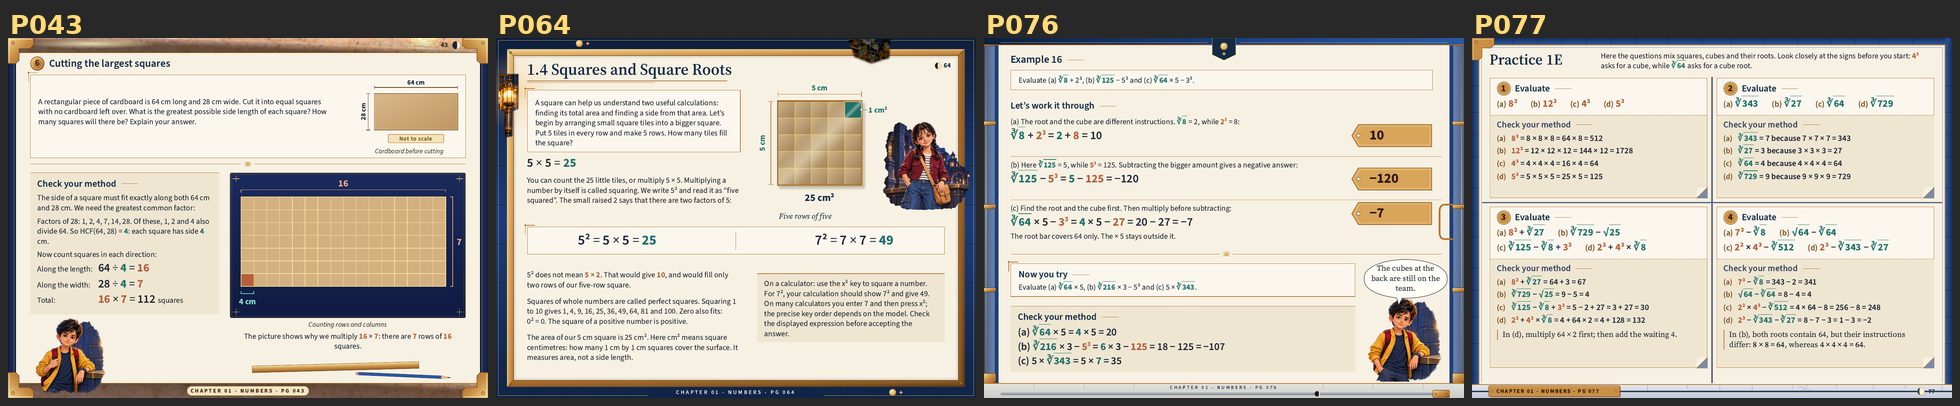 P043
43
6 Cutting the largest squares
A rectangular piece of cardboard is 64 cm long and 28 cm wide. Cut it into equal squares
with no cardboard left over. What is the greatest possible side length of each square? How
many squares will there be? Explain your answer.
64 cm
28 cm
Not to scale
Cardboard before cutting
Check your method
The side of a square must fit exactly along both 64 cm
and 28 cm. We need the greatest common factor:
Factors of 28: 1, 2, 4, 7, 14, 28. Of these, 1, 2 and 4 also
divide 64. So HCF(64, 28) = 4: each square has side 4
cm.
Now count squares in each direction:
Along the length: 64 ÷ 4 = 16
Along the width: 28 ÷ 4 = 7
Total: 16 × 7 = 112 squares
16
7
4 cm
Counting rows and columns
The picture shows why we multiply 16 × 7: there are 7 rows of 16
squares.
CHAPTER 01 - NUMBERS - PG 043
P064
64
1.4 Squares and Square Roots
A square can help us understand two useful calculations:
finding its total area and finding a side from that area. Let's
begin by arranging small square tiles into a bigger square.
Put 5 tiles in every row and make 5 rows. How many tiles fill
the square?
5 × 5 = 25
You can count the 25 little tiles, or multiply 5 × 5. Multiplying a
number by itself is called squaring. We write 5² and read it as "five
squared". The small raised 2 says that there are two factors of 5:
5 cm
5 cm
1 cm²
25 cm²
Five rows of five
5² = 5 × 5 = 25
7² = 7 × 7 = 49
5² does not mean 5 × 2. That would give 10, and would fill only
two rows of our five-row square.
Squares of whole numbers are called perfect squares. Squaring 1
to 10 gives 1, 4, 9, 16, 25, 36, 49, 64, 81 and 100. Zero also fits:
0² = 0. The square of a positive number is positive.
The area of our 5 cm square is 25 cm². Here cm² means square
centimetres: how many 1 cm by 1 cm squares cover the surface. It
measures area, not a side length.
On a calculator: use the x² key to square a number.
For 7², your calculation should show 7² and give 49.
On many calculators you enter 7 and then press x²;
the precise key order depends on the model. Check
the displayed expression before accepting the
answer.
CHAPTER 01 - NUMBERS - PG 064
P076
Example 16
Evaluate (a) ∛8 + 2³, (b) ∛125 − 5³ and (c) ∛64 × 5 − 3³.
Let's work it through
(a) The root and the cube are different instructions. ∛8 = 2, while 2³ = 8:
∛8 + 2³ = 2 + 8 = 10
10
(b) Here ∛125 = 5, while 5³ = 125. Subtracting the bigger amount gives a negative answer:
∛125 − 5³ = 5 − 125 = −120
−120
(c) Find the root and the cube first. Then multiply before subtracting:
∛64 × 5 − 3³ = 4 × 5 − 27 = 20 − 27 = −7
−7
The root bar covers 64 only. The × 5 stays outside it.
Now you try
Evaluate (a) ∛64 × 5, (b) ∛216 × 3 − 5³ and (c) 5 × ∛343.
The cubes at the
back are still on the
team.
Check your method
(a) ∛64 × 5 = 4 × 5 = 20
(b) ∛216 × 3 − 5³ = 6 × 3 − 125 = 18 − 125 = −107
(c) 5 × ∛343 = 5 × 7 = 35
CHAPTER 01 - NUMBERS - PG 076
P077
Practice 1E
Here the questions mix squares, cubes and their roots. Look closely at the signs before you start: 4³
asks for a cube, while ∛64 asks for a cube root.
1 Evaluate
(a) 8³ (b) 12³ (c) 4³ (d) 5³
Check your method
(a) 8³ = 8 × 8 × 8 = 64 × 8 = 512
(b) 12³ = 12 × 12 × 12 = 144 × 12 = 1728
(c) 4³ = 4 × 4 × 4 = 16 × 4 = 64
(d) 5³ = 5 × 5 × 5 = 25 × 5 = 125
2 Evaluate
(a) ∛343 (b) ∛27 (c) ∛64 (d) ∛729
Check your method
(a) ∛343 = 7 because 7 × 7 × 7 = 343
(b) ∛27 = 3 because 3 × 3 × 3 = 27
(c) ∛64 = 4 because 4 × 4 × 4 = 64
(d) ∛729 = 9 because 9 × 9 × 9 = 729
3 Evaluate
(a) 8² + ∛27 (b) ∛729 − √25
(c) ∛125 − ∛8 + 3³ (d) 2² + 4³ × ∛8
Check your method
(a) 8² + ∛27 = 64 + 3 = 67
(b) ∛729 − √25 = 9 − 5 = 4
(c) ∛125 − ∛8 + 3³ = 5 − 2 + 27 = 3 + 27 = 30
(d) 2² + 4³ × ∛8 = 4 + 64 × 2 = 4 + 128 = 132
In (d), multiply 64 × 2 first; then add the waiting 4.
4 Evaluate
(a) 7³ − ∛8 (b) √64 − ∛64
(c) 2² × 4³ − ∛512 (d) 2³ − ∛343 − ∛27
Check your method
(a) 7³ − ∛8 = 343 − 2 = 341
(b) √64 − ∛64 = 8 − 4 = 4
(c) 2² × 4³ − ∛512 = 4 × 64 − 8 = 256 − 8 = 248
(d) 2³ − ∛343 − ∛27 = 8 − 7 − 3 = 1 − 3 = −2
In (b), both roots contain 64, but their instructions
differ: 8 × 8 = 64, whereas 4 × 4 × 4 = 64.
CHAPTER 01 - NUMBERS - PG 077
77